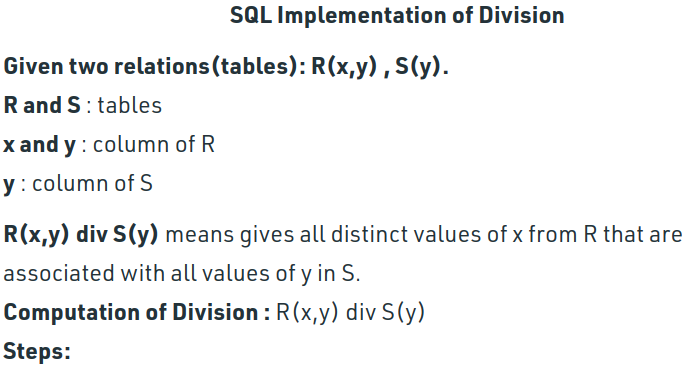 SQL Implementation of Division
Given two relations(tables): R(x,y) , S(y).
R and S : tables
x and y : column of R
y : column of S
R(x,y) div S(y) means gives all distinct values of x from R that are
associated with all values of y in S.
Computation of Division : R(x,y) div S(y)
Steps: